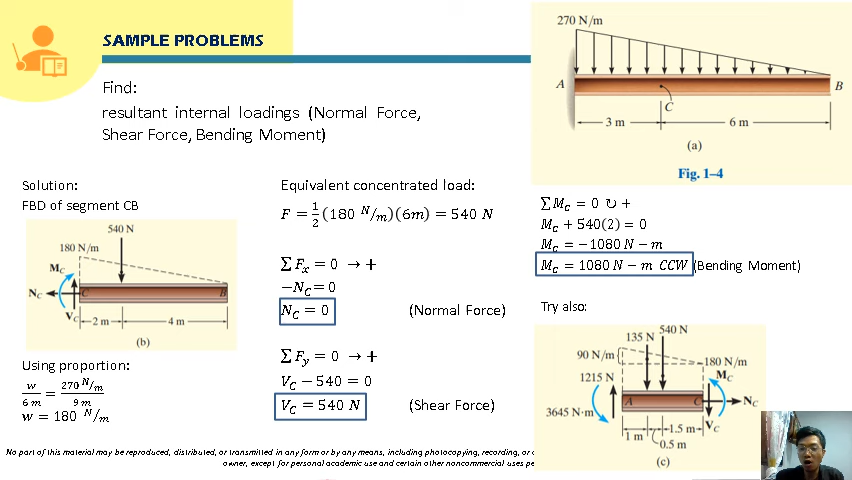 SAMPLE PROBLEMS
Find:
resultant internal loadings (Normal Force,
Shear Force, Bending Moment)
270 N/m
A
B
C
3 m
6 m
(a)
Fig. 1–4
Solution:
FBD of segment CB
540 N
180 N/m
M_C
N_C
C
B
V_C
2 m
4 m
(b)
Using proportion:
w/6 m = 270 N/m / 9 m
w = 180 N/m
Equivalent concentrated load:
F = 1/2 (180 N/m)(6m) = 540 N
∑ F_x = 0 → +
−N_C = 0
N_C = 0 (Normal Force)
∑ F_y = 0 → +
V_C − 540 = 0
V_C = 540 N (Shear Force)
∑ M_C = 0 ↻ +
M_C + 540(2) = 0
M_C = −1080 N − m
M_C = 1080 N − m CCW (Bending Moment)
Try also:
540 N
135 N
90 N/m
180 N/m
1215 N
M_C
A
C
N_C
3645 N·m
V_C
1.5 m
1 m
0.5 m
(c)
No part of this material may be reproduced, distributed, or transmitted in any form or by any means, including photocopying, recording, or
owner, except for personal academic use and certain other noncommercial uses